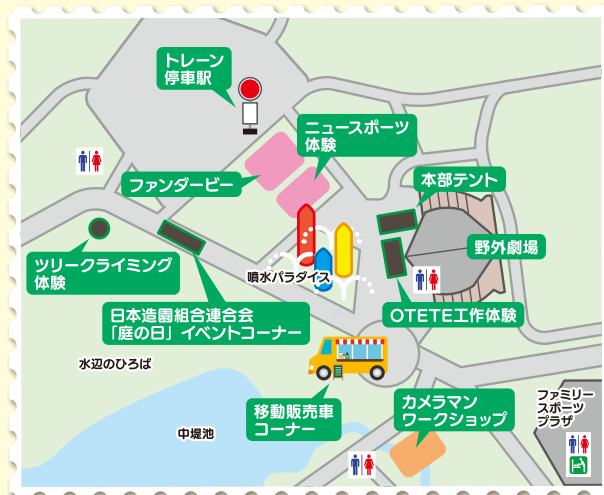 トレーン
停車駅
ニュースポーツ
体験
ファンダービー
本部テント
野外劇場
ツリークライミング
体験
噴水パラダイス
日本造園組合連合会
「庭の日」イベントコーナー
OTETE工作体験
水辺のひろば
移動販売車
コーナー
カメラマン
ワークショップ
ファミリー
スポーツ
プラザ
中堤池